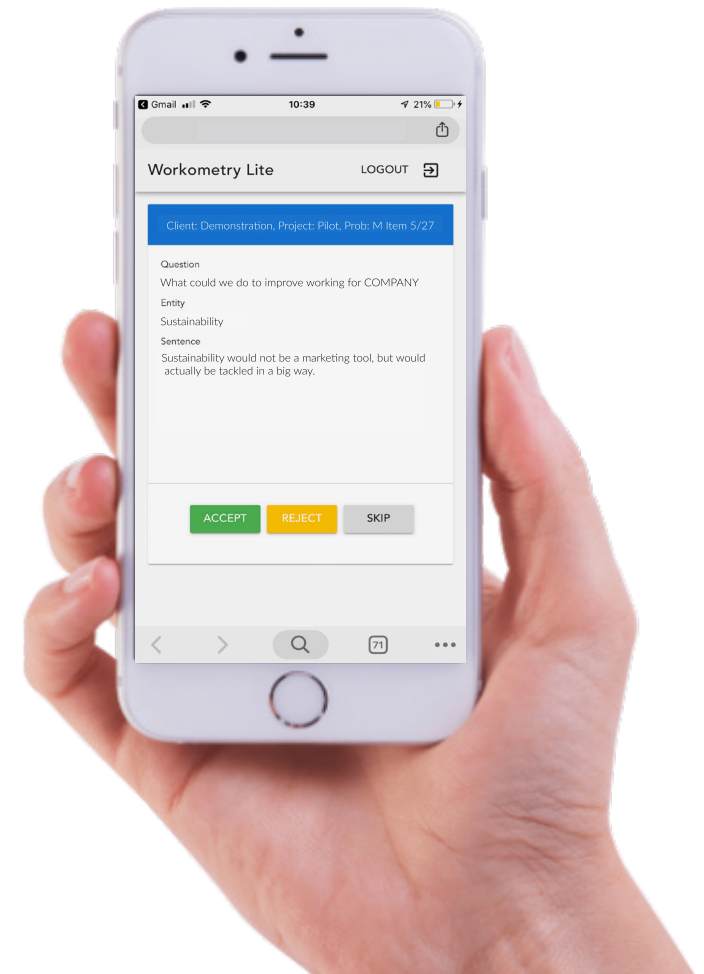 Gmail 10:39 21%
Workometry Lite LOGOUT
Client: Demonstration, Project: Pilot, Prob: M Item 5/27
Question
What could we do to improve working for COMPANY
Entity
Sustainability
Sentence
Sustainability would not be a marketing tool, but would
actually be tackled in a big way.
ACCEPT REJECT SKIP
71